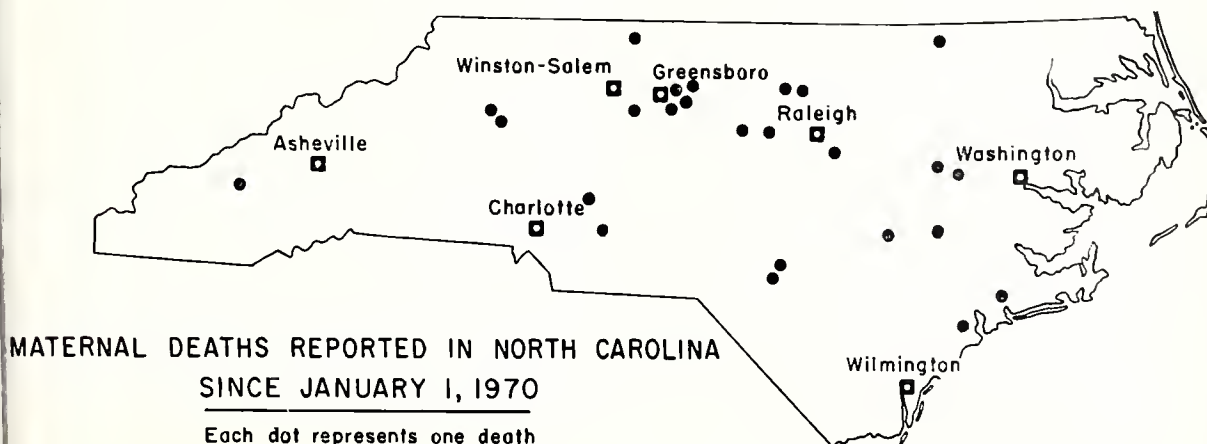 Winston-Salem
Greensboro
Raleigh
Asheville
Washington
Charlotte
Wilmington
MATERNAL DEATHS REPORTED IN NORTH CAROLINA
SINCE JANUARY 1, 1970
Each dot represents one death